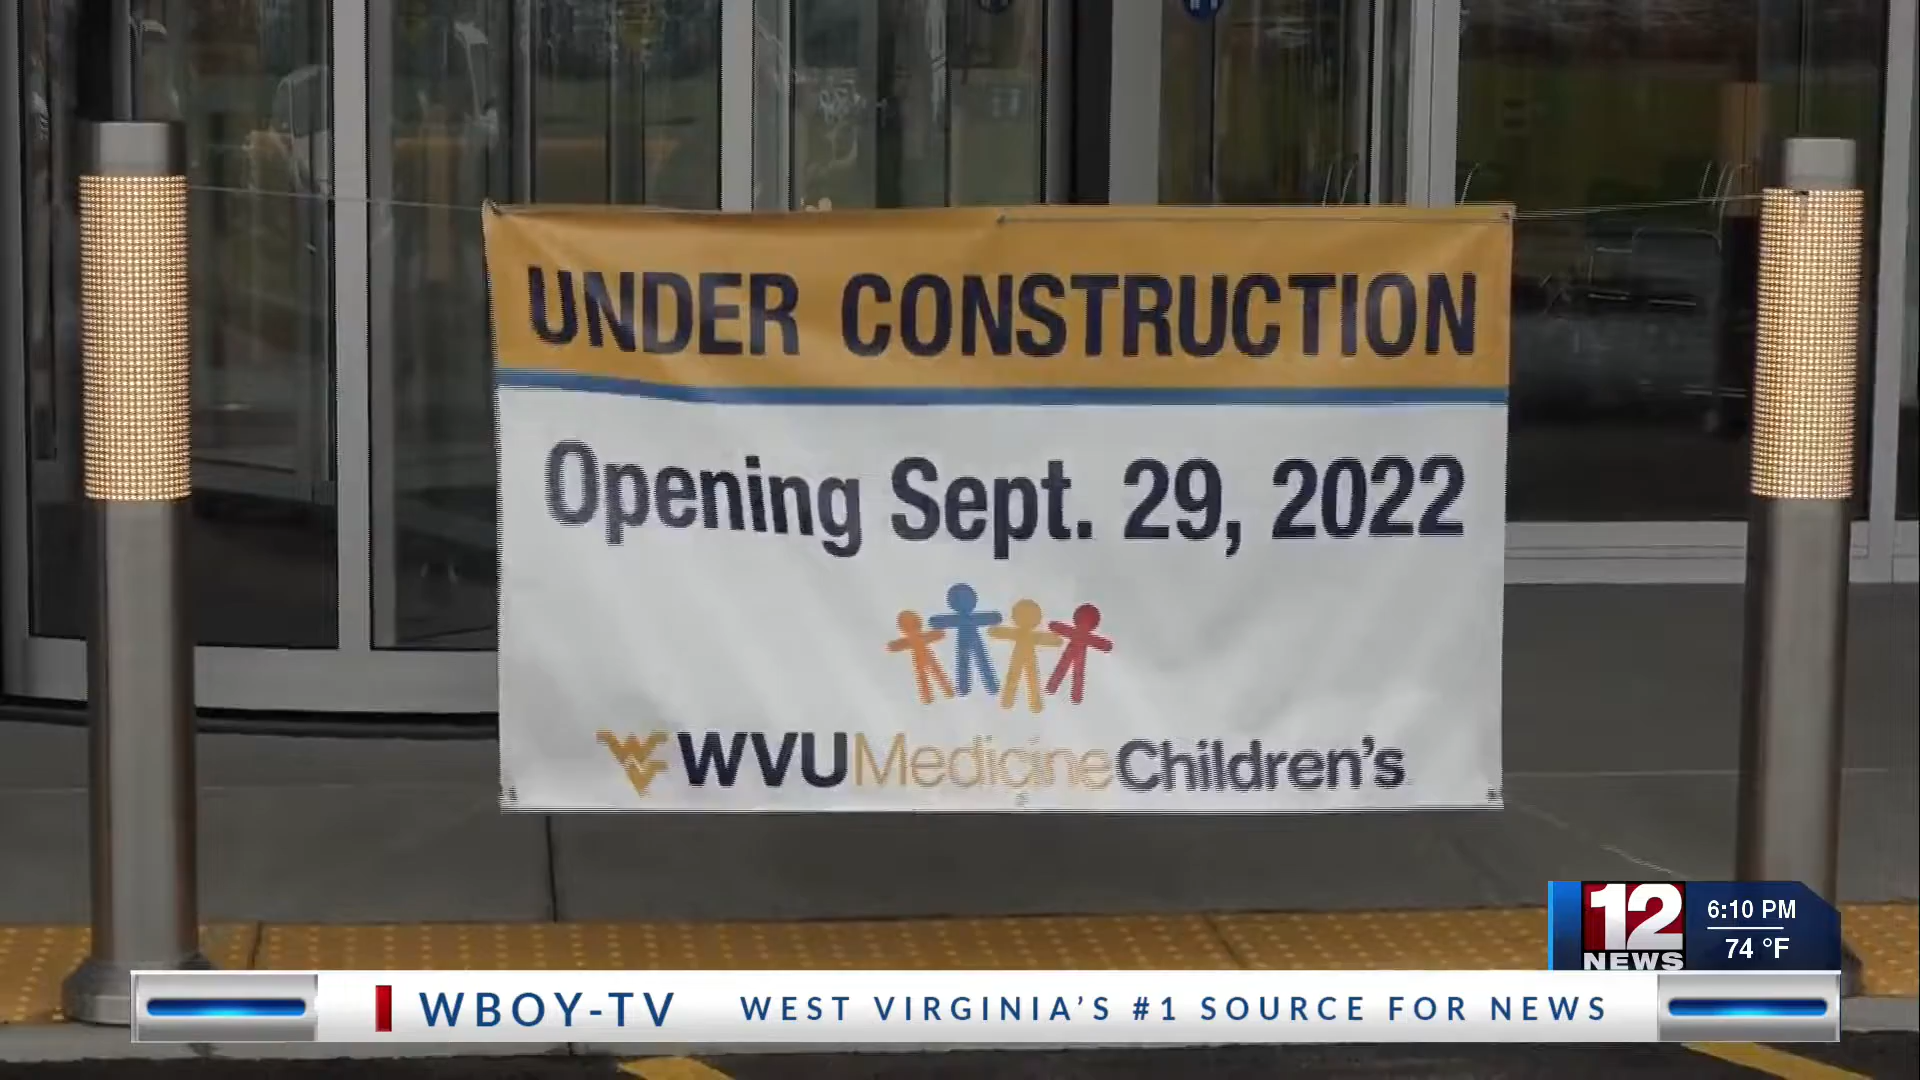 UNDER CONSTRUCTION
Opening Sept. 29, 2022
WVUMedicineChildren's
12
NEWS
6:10 PM
74 °F
WBOY-TV WEST VIRGINIA'S #1 SOURCE FOR NEWS